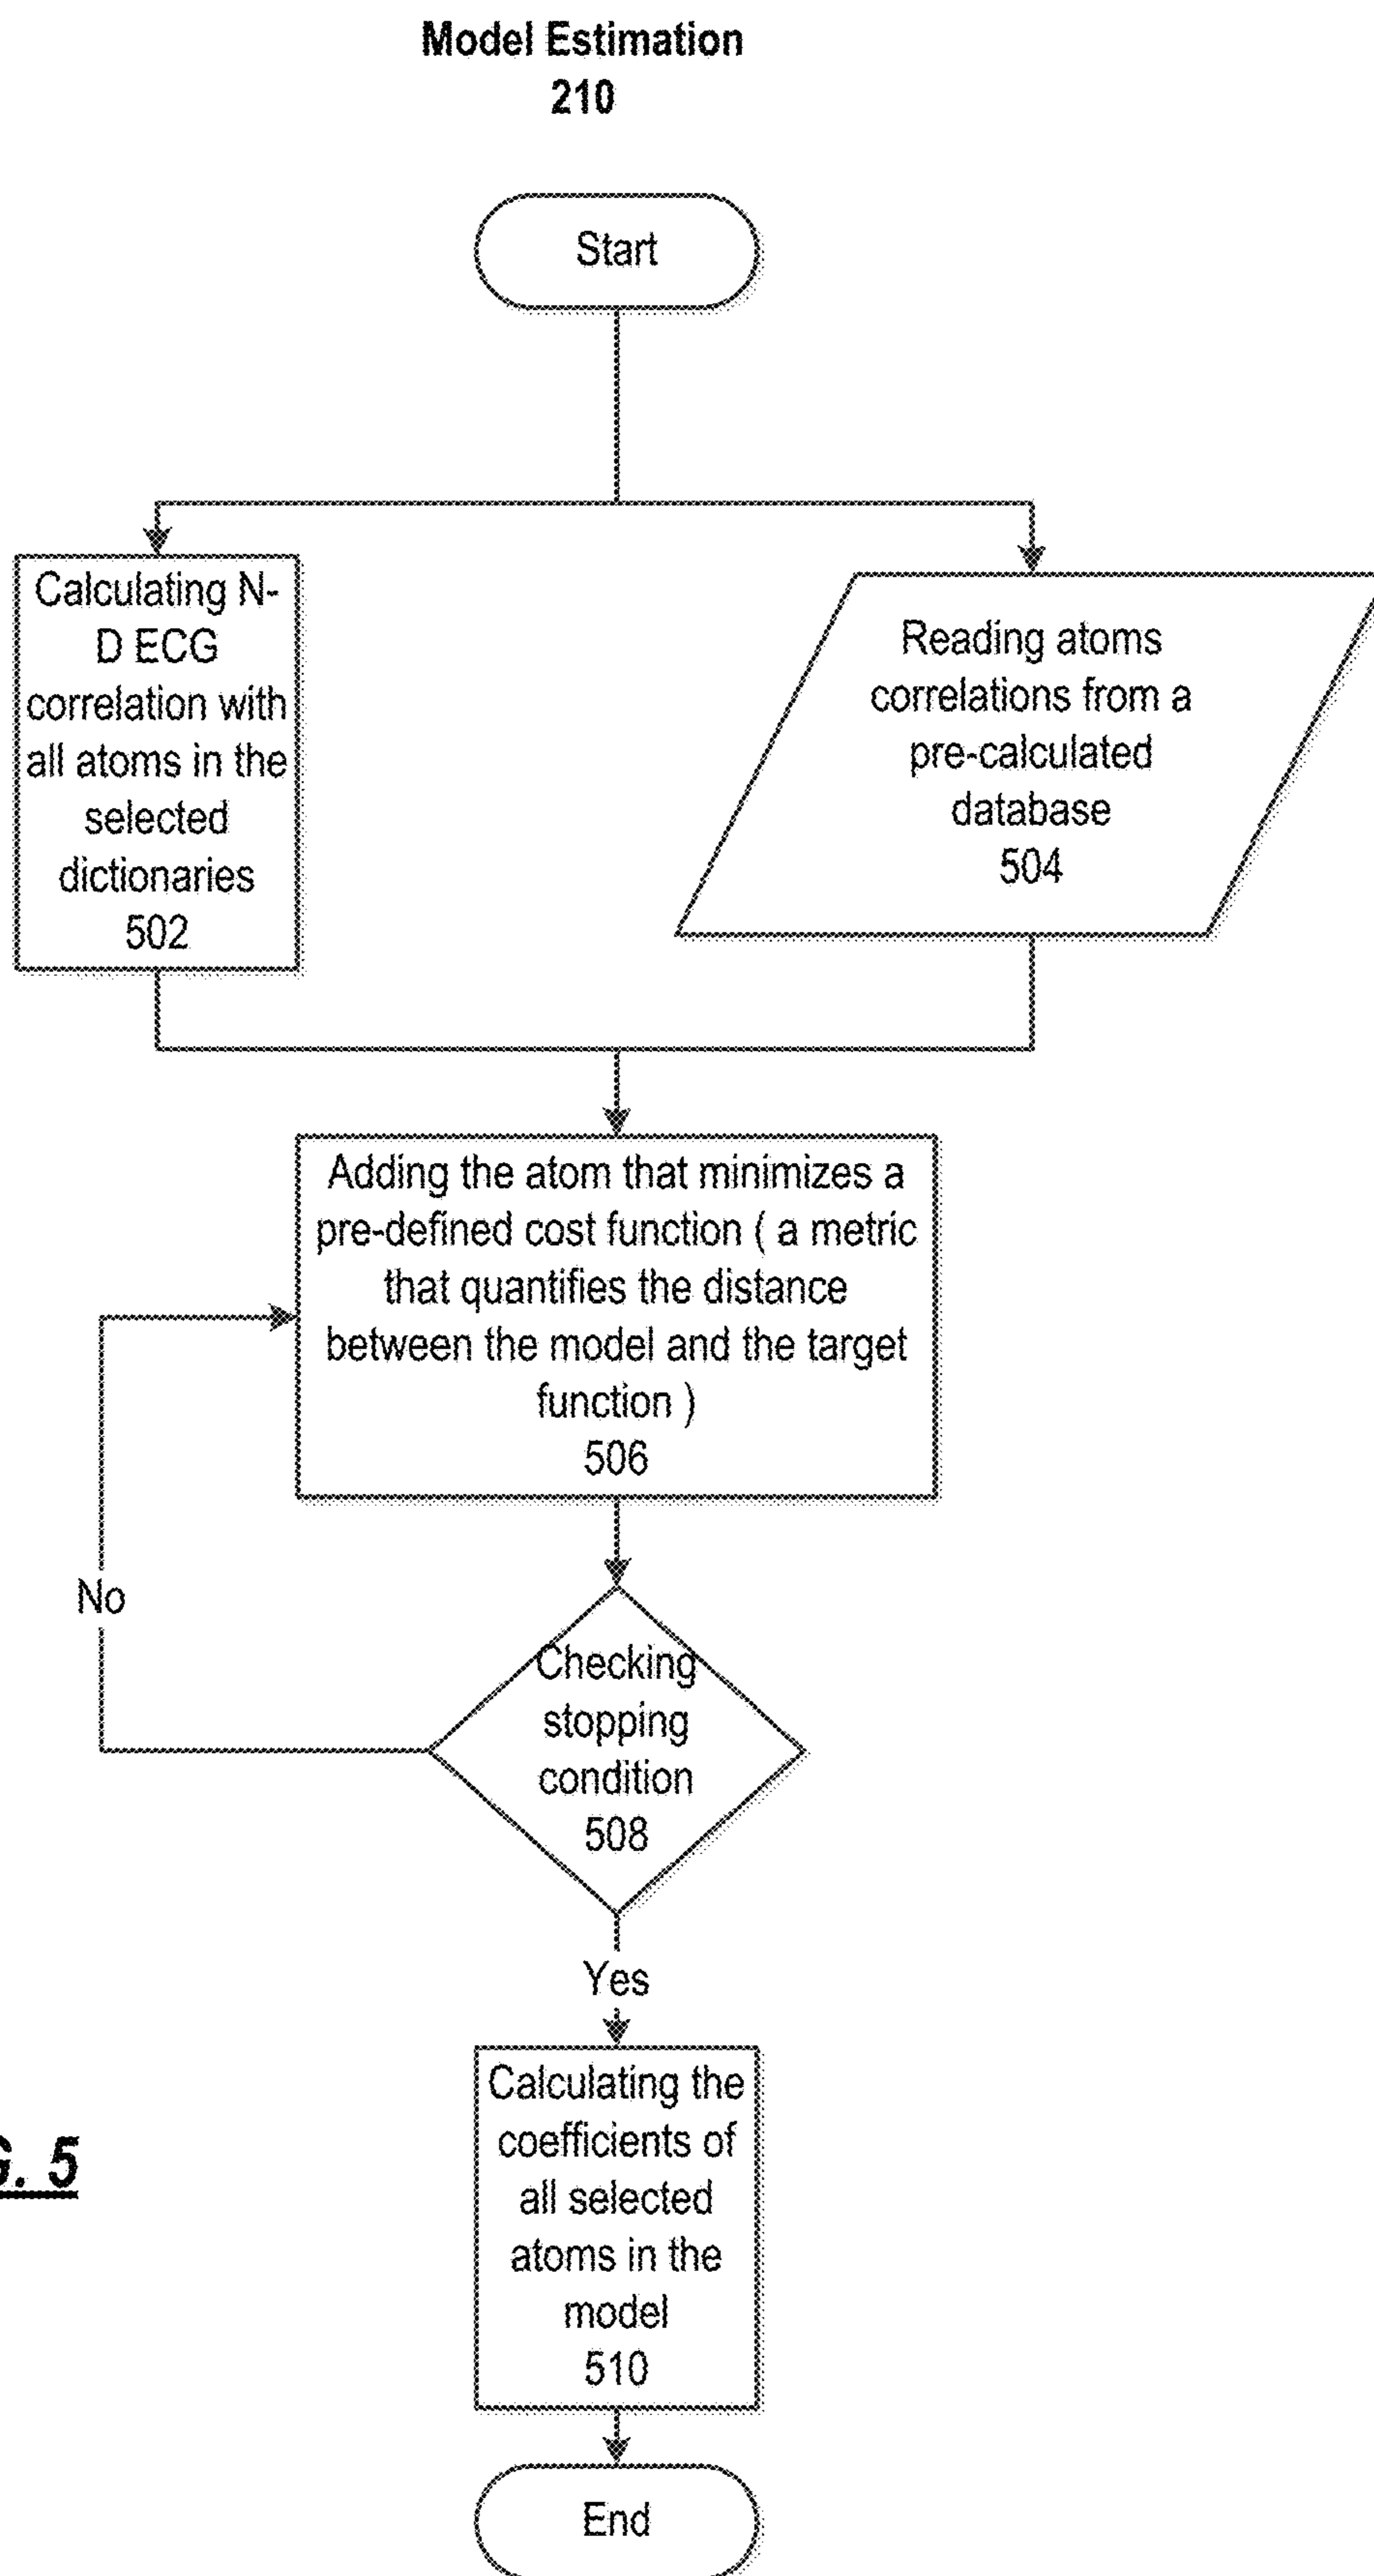 Model Estimation
210
Start
Calculating N-
D ECG
correlation with
all atoms in the
selected
dictionaries
502
Reading atoms
correlations from a
pre-calculated
database
504
Adding the atom that minimizes a
pre-defined cost function ( a metric
that quantifies the distance
between the model and the target
function )
506
No
Checking
stopping
condition
508
Yes
Calculating the
coefficients of
all selected
atoms in the
model
510
G. 5
End